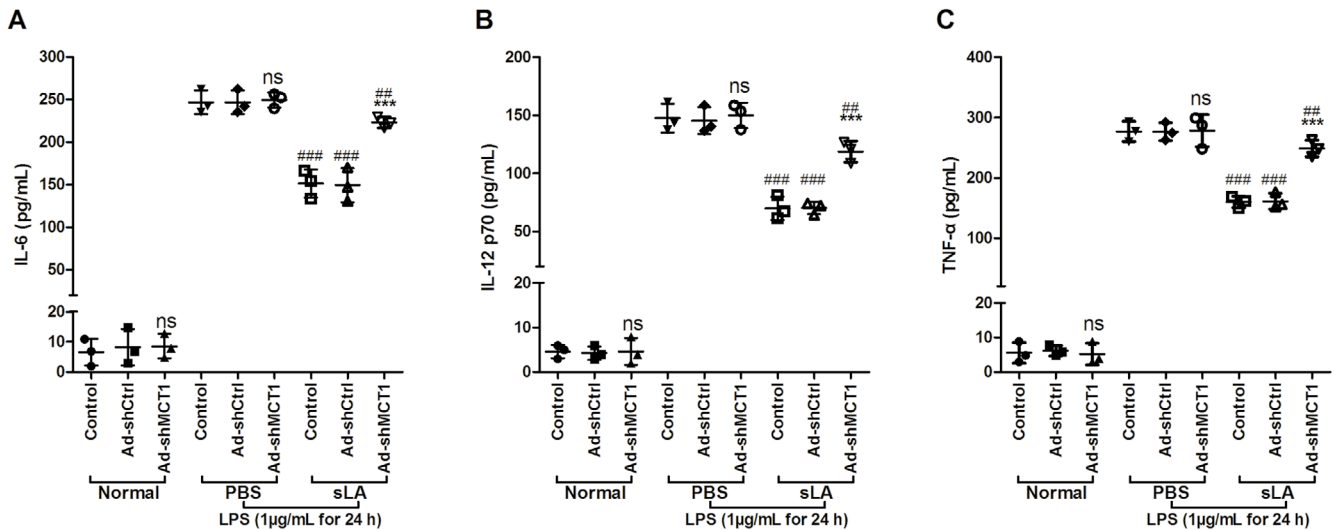 A
IL-6 (pg/mL)
300
250
200
150
100
50
20
10
0
ns
ns
###
###
##
***
Control
Ad-shCtrl
Ad-shMCT1
Control
Ad-shCtrl
Ad-shMCT1
Control
Ad-shCtrl
Ad-shMCT1
Normal
PBS
sLA
LPS (1μg/mL for 24 h)
B
IL-12 p70 (pg/mL)
200
150
100
50
20
10
0
ns
ns
###
###
##
***
Control
Ad-shCtrl
Ad-shMCT1
Control
Ad-shCtrl
Ad-shMCT1
Control
Ad-shCtrl
Ad-shMCT1
Normal
PBS
sLA
LPS (1μg/mL for 24 h)
C
TNF-α (pg/mL)
400
300
200
100
20
10
0
ns
ns
###
###
##
***
Control
Ad-shCtrl
Ad-shMCT1
Control
Ad-shCtrl
Ad-shMCT1
Control
Ad-shCtrl
Ad-shMCT1
Normal
PBS
sLA
LPS (1μg/mL for 24 h)